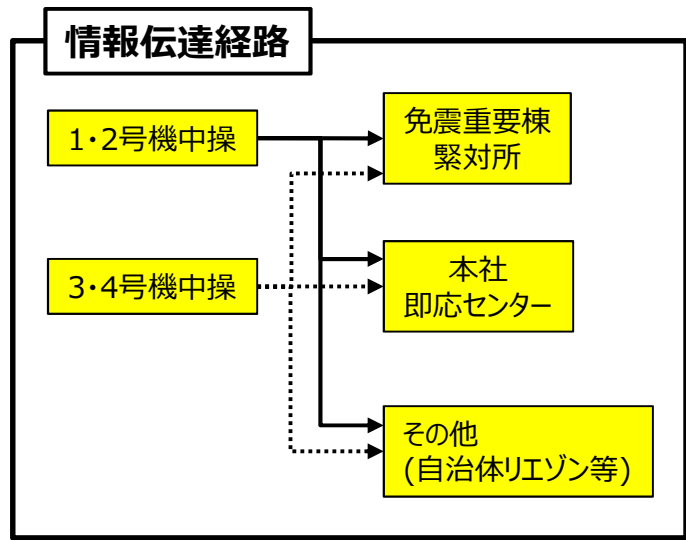 情報伝達経路
1・2号機中操
免震重要棟
緊対所
3・4号機中操
本社
即応センター
その他
(自治体リエゾン等)